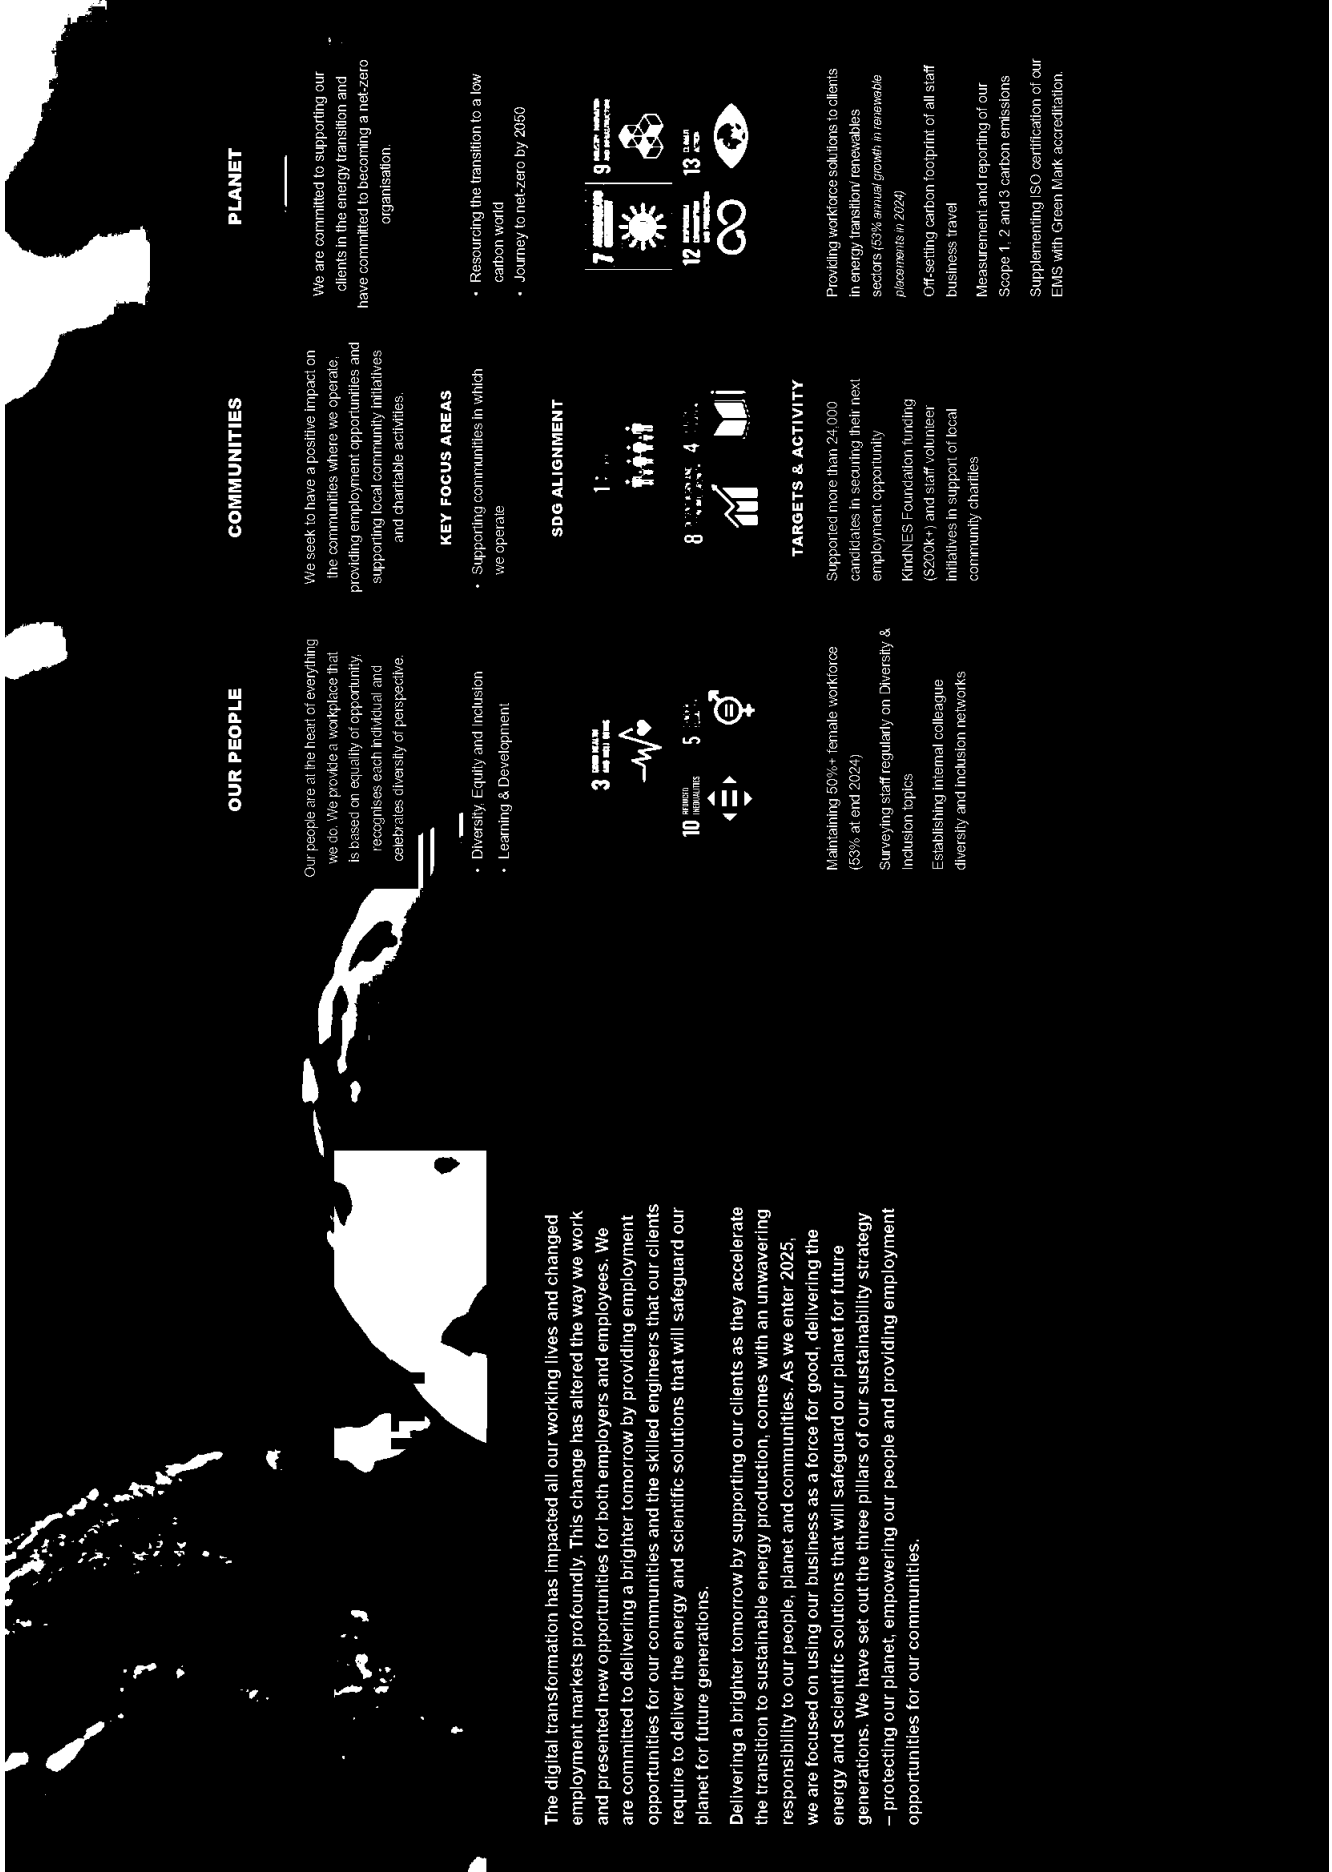 The digital transformation has impacted all our working lives and changed
employment markets profoundly. This change has altered the way we work
and presented new opportunities for both employers and employees. We
are committed to delivering a brighter tomorrow by providing employment
opportunities for our communities and the skilled engineers that our clients
require to deliver the energy and scientific solutions that will safeguard our
planet for future generations.
Delivering a brighter tomorrow by supporting our clients as they accelerate
the transition to sustainable energy production, comes with an unwavering
responsibility to our people, planet and communities. As we enter 2025,
we are focused on using our business as a force for good, delivering the
energy and scientific solutions that will safeguard our planet for future
generations. We have set out the three pillars of our sustainability strategy
– protecting our planet, empowering our people and providing employment
opportunities for our communities.
OUR PEOPLE
Our people are at the heart of everything
we do. We provide a workplace that
is based on equality of opportunity,
recognises each individual and
celebrates diversity of perspective.
COMMUNITIES
We seek to have a positive impact on
the communities where we operate,
providing employment opportunities and
supporting local community initiatives
and charitable activities.
PLANET
We are committed to supporting our
clients in the energy transition and
have committed to becoming a net-zero
organisation.
KEY FOCUS AREAS
• Diversity, Equity and Inclusion
• Learning & Development
• Supporting communities in which
we operate
• Resourcing the transition to a low
carbon world
• Journey to net-zero by 2050
SDG ALIGNMENT
3
10 REDUCED
INEQUALITIES
5
1
8
4
7
9
12
13 CLIMATE
ACTION
TARGETS & ACTIVITY
Maintaining 50%+ female workforce
(53% at end 2024)
Surveying staff regularly on Diversity &
Inclusion topics
Establishing internal colleague
diversity and inclusion networks
Supported more than 24,000
candidates in securing their next
employment opportunity
KindNES Foundation funding
($200k+) and staff volunteer
initiatives in support of local
community charities
Providing workforce solutions to clients
in energy transition/ renewables
sectors (53% annual growth in renewable
placements in 2024)
Off-setting carbon footprint of all staff
business travel
Measurement and reporting of our
Scope 1, 2 and 3 carbon emissions
Supplementing ISO certification of our
EMS with Green Mark accreditation.